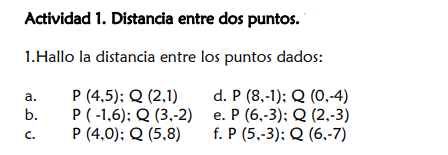 Actividad 1. Distancia entre dos puntos.
1.Hallo la distancia entre los puntos dados:
a. P (4,5); Q (2,1) d. P (8,-1); Q (0,-4)
b. P ( -1,6); Q (3,-2) e. P (6,-3); Q (2,-3)
c. P (4,0); Q (5,8) f. P (5,-3); Q (6,-7)